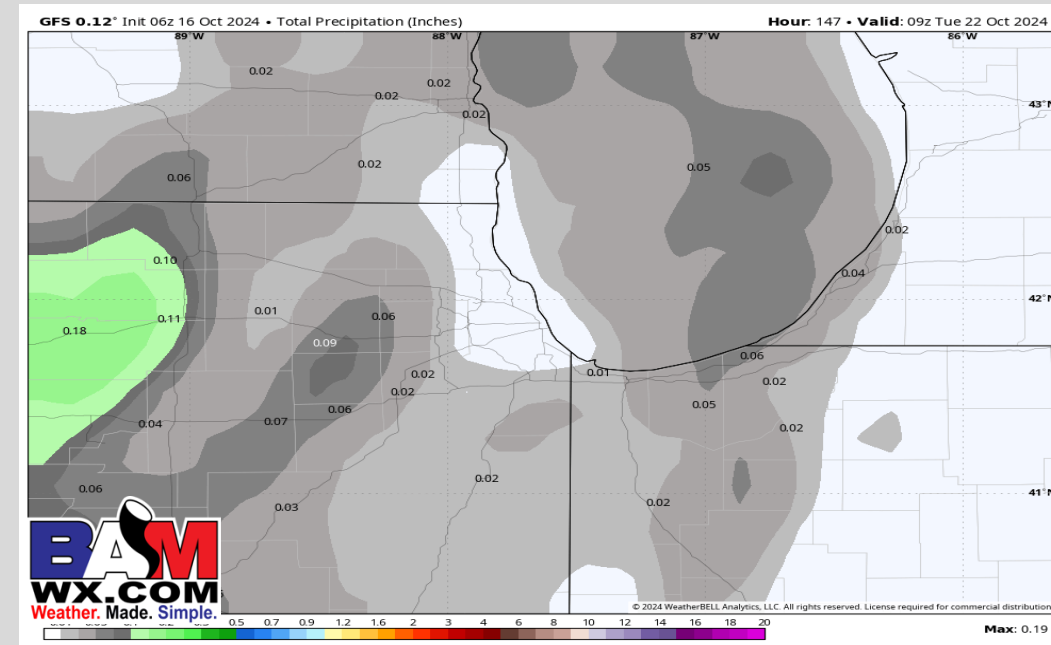 GFS 0.12° Init 06z 16 Oct 2024 • Total Precipitation (Inches)
Hour: 147 • Valid: 09z Tue 22 Oct 2024
89°W 88°W 87°W 86°W
0.02
0.02
0.02
0.02
43°N
0.02
0.05
0.06
0.02
0.10
0.04
42°N
0.01
0.06
0.11
0.18
0.09
0.06
0.02
0.01
0.02
0.02
0.05
0.06
0.07
0.04
0.02
0.02
0.06
0.03
0.02
41°N
BAM
WX.COM
Weather. Made. Simple.
© 2024 WeatherBELL Analytics, LLC. All rights reserved. License required for commercial distribution
0.5 0.7 0.9 1.2 1.6 2 3 4 6 8 10 12 14 16 18 20
Max: 0.19